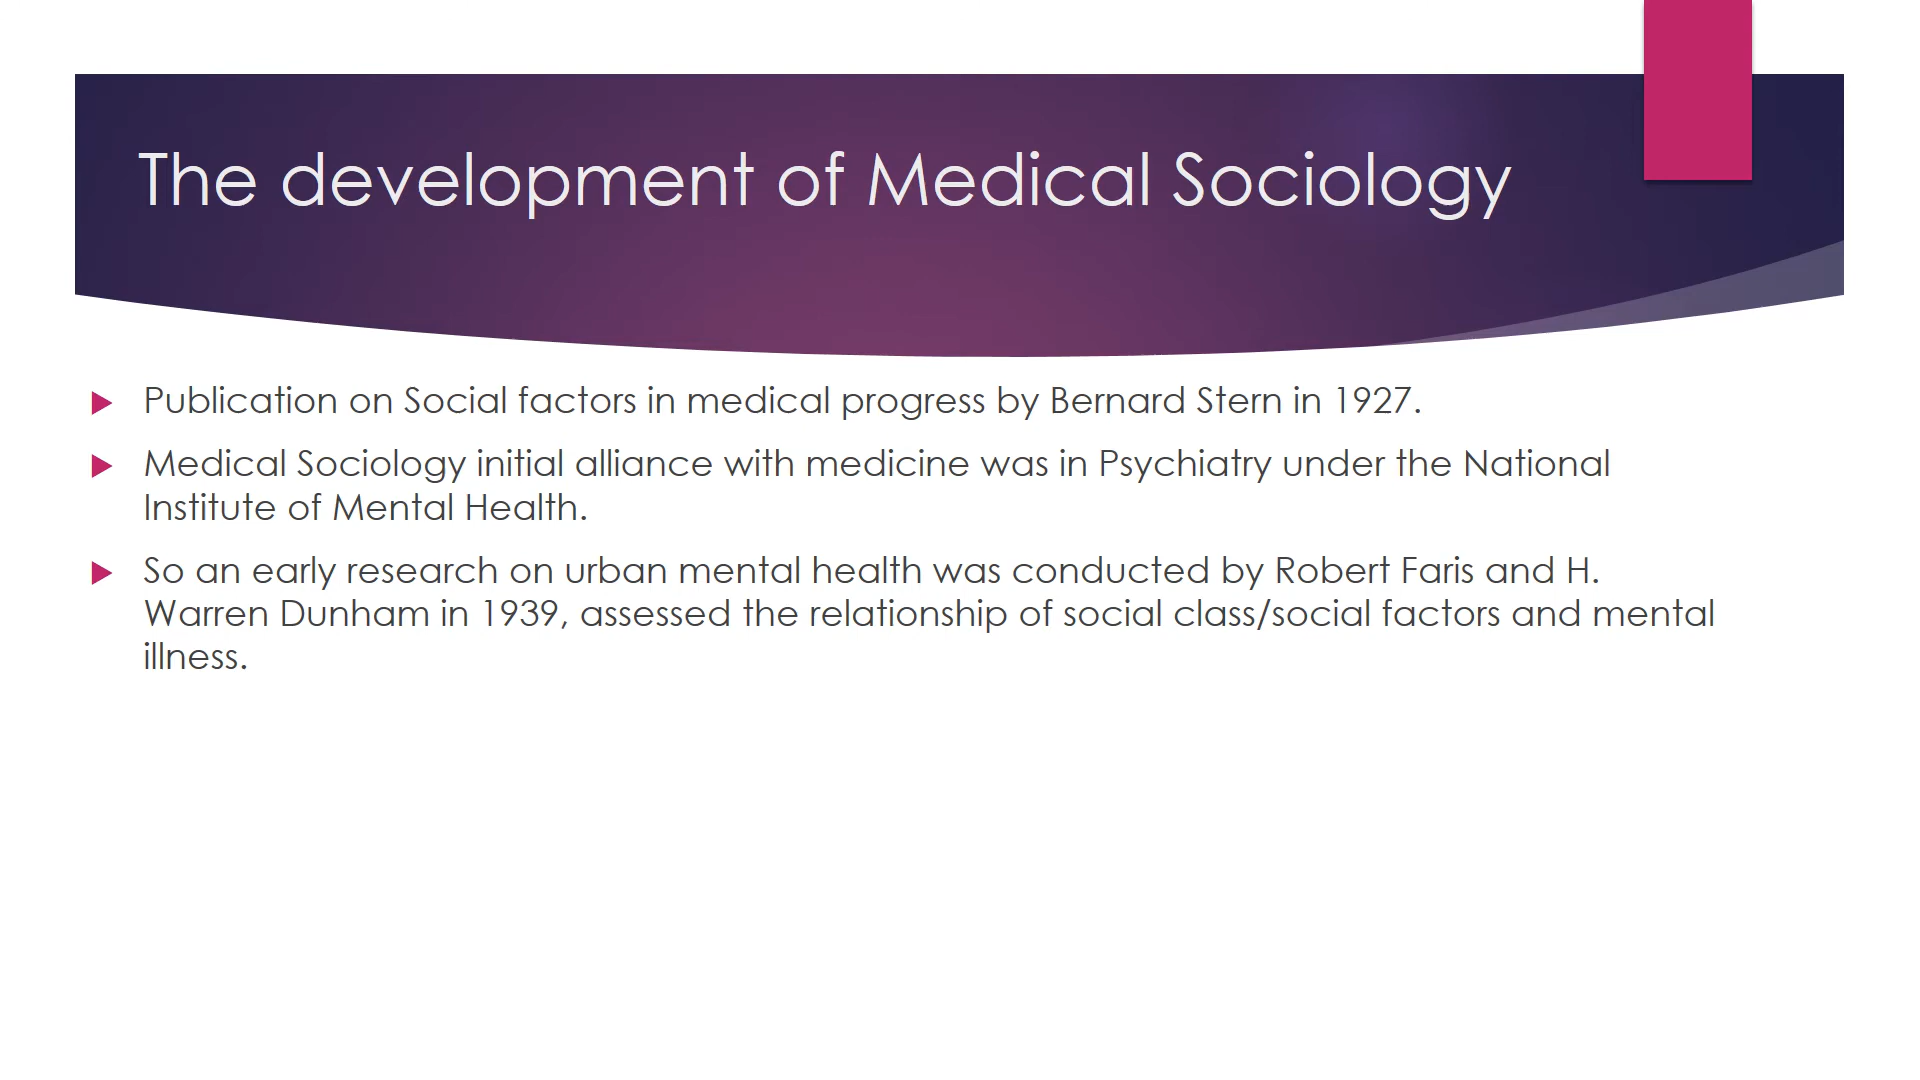 The development of Medical Sociology
Publication on Social factors in medical progress by Bernard Stern in 1927.
Medical Sociology initial alliance with medicine was in Psychiatry under the National
Institute of Mental Health.
So an early research on urban mental health was conducted by Robert Faris and H.
Warren Dunham in 1939, assessed the relationship of social class/social factors and mental
illness.